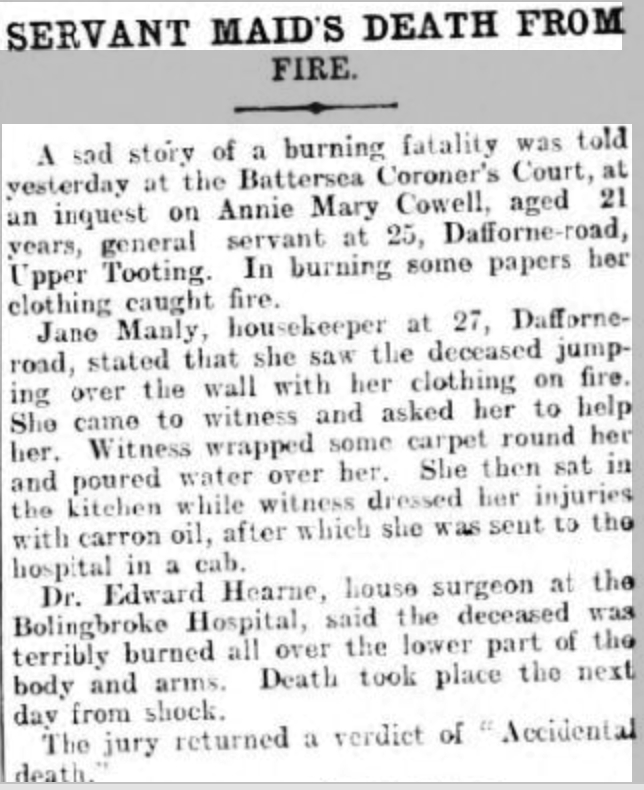 SERVANT MAID'S DEATH FROM
FIRE.
A sad story of a burning fatality was told
yesterday at the Battersea Coroner's Court, at
an inquest on Annie Mary Cowell, aged 21
years, general servant at 25, Dafforne-road,
Upper Tooting. In burning some papers her
clothing caught fire.
Jane Manly, housekeeper at 27, Dafforne-
road, stated that she saw the deceased jump-
ing over the wall with her clothing on fire.
She came to witness and asked her to help
her. Witness wrapped some carpet round her
and poured water over her. She then sat in
the kitchen while witness dressed her injuries
with carron oil, after which she was sent to the
hospital in a cab.
Dr. Edward Hearne, house surgeon at the
Bolingbroke Hospital, said the deceased was
terribly burned all over the lower part of the
body and arms. Death took place the next
day from shock.
The jury returned a verdict of "Accidental
death."